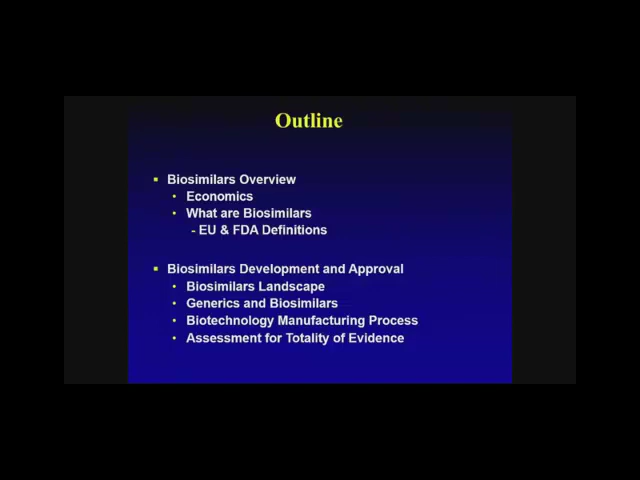 Outline
▪ Biosimilars Overview
• Economics
• What are Biosimilars
- EU & FDA Definitions
▪ Biosimilars Development and Approval
• Biosimilars Landscape
• Generics and Biosimilars
• Biotechnology Manufacturing Process
• Assessment for Totality of Evidence